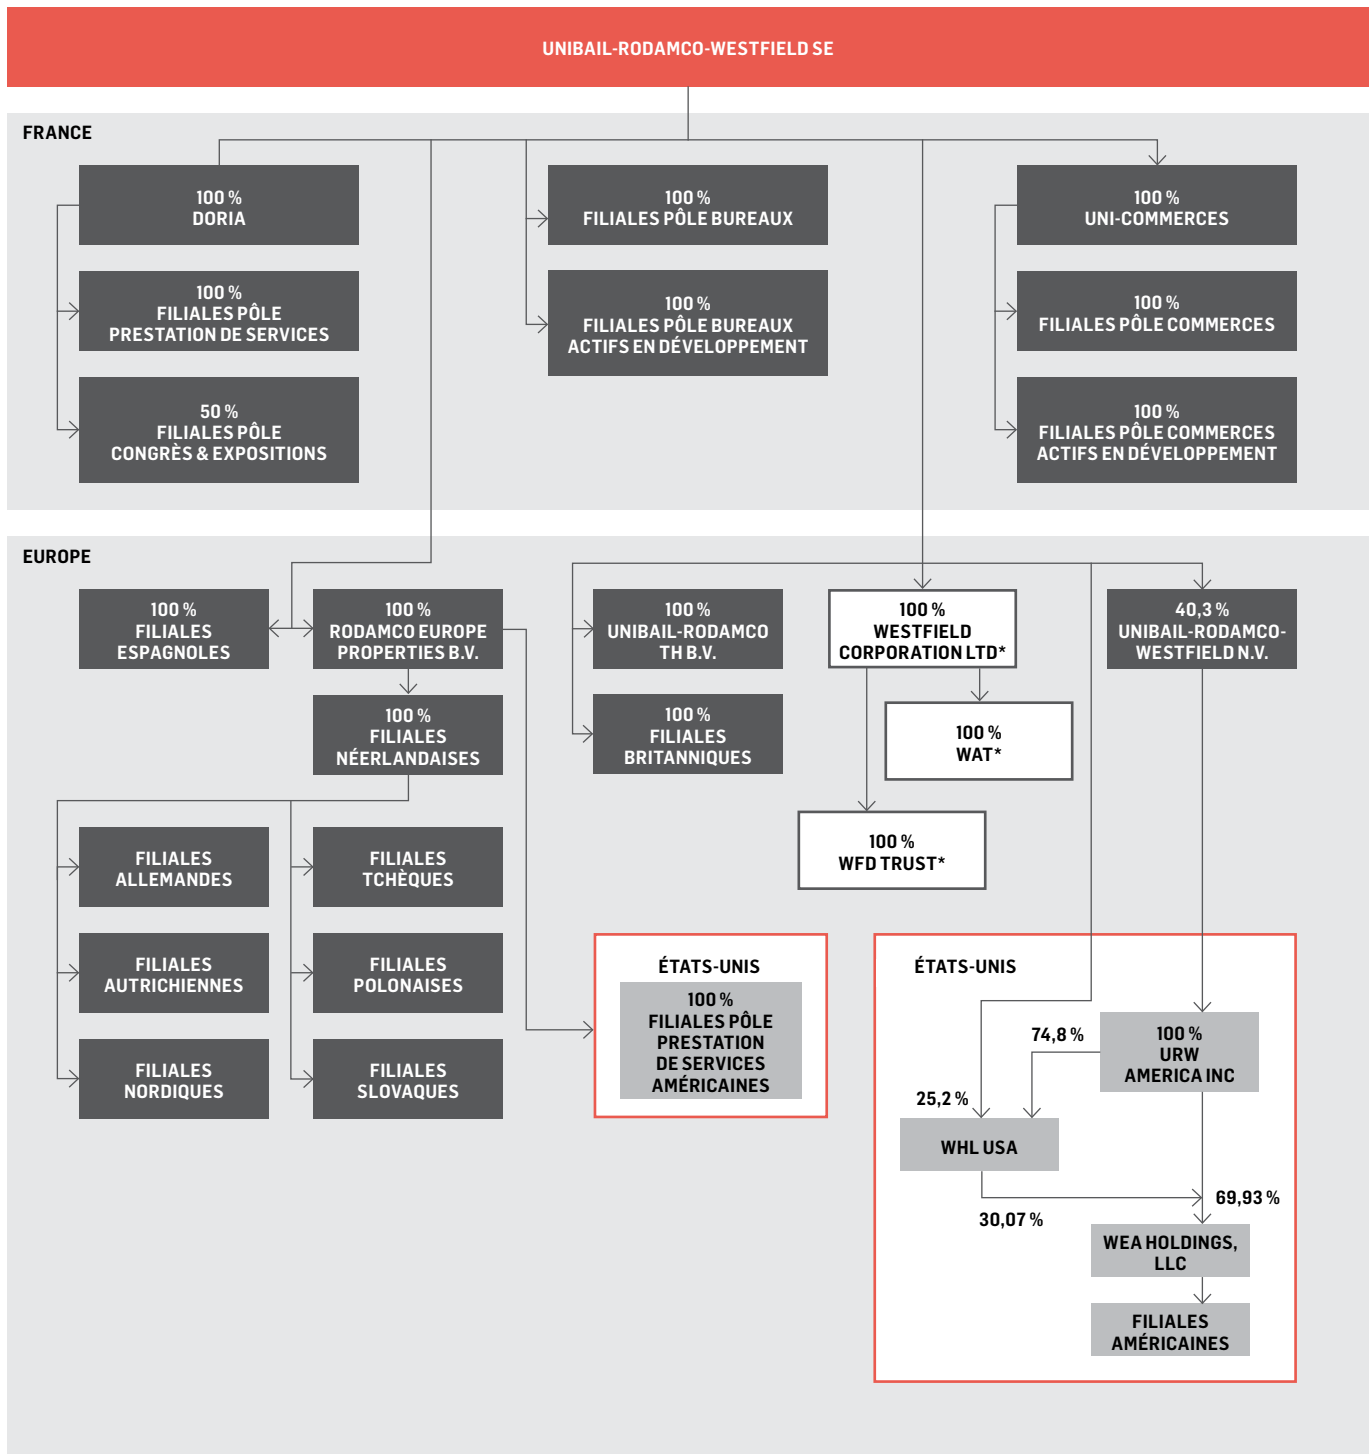 UNIBAIL-RODAMCO-WESTFIELD SE
FRANCE
100 %
DORIA
100 %
FILIALES PÔLE
PRESTATION DE SERVICES
50 %
FILIALES PÔLE
CONGRÈS & EXPOSITIONS
100 %
FILIALES PÔLE BUREAUX
100 %
FILIALES PÔLE BUREAUX
ACTIFS EN DÉVELOPPEMENT
100 %
UNI-COMMERCES
100 %
FILIALES PÔLE COMMERCES
100 %
FILIALES PÔLE COMMERCES
ACTIFS EN DÉVELOPPEMENT
EUROPE
100 %
FILIALES
ESPAGNOLES
100 %
RODAMCO EUROPE
PROPERTIES B.V.
100 %
FILIALES
NÉERLANDAISES
FILIALES
ALLEMANDES
FILIALES
TCHÈQUES
FILIALES
AUTRICHIENNES
FILIALES
POLONAISES
FILIALES
NORDIQUES
FILIALES
SLOVAQUES
100 %
UNIBAIL-RODAMCO
TH B.V.
100 %
FILIALES
BRITANNIQUES
100 %
WESTFIELD
CORPORATION LTD*
100 %
WAT*
100 %
WFD TRUST*
40,3 %
UNIBAIL-RODAMCO-
WESTFIELD N.V.
ÉTATS-UNIS
100 %
FILIALES PÔLE
PRESTATION
DE SERVICES
AMÉRICAINES
ÉTATS-UNIS
74,8 %
100 %
URW
AMERICA INC
25,2 %
WHL USA
69,93 %
30,07 %
WEA HOLDINGS,
LLC
FILIALES
AMÉRICAINES